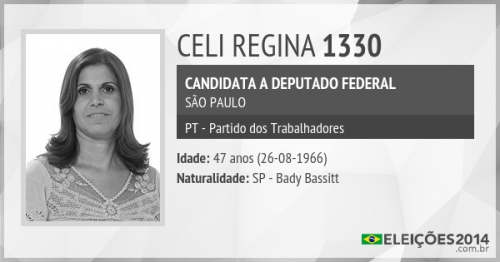 CELI REGINA 1330
CANDIDATA A DEPUTADO FEDERAL
SÃO PAULO
PT - Partido dos Trabalhadores
Idade: 47 anos (26-08-1966)
Naturalidade: SP - Bady Bassitt
ELEIÇÕES2014
.com.br